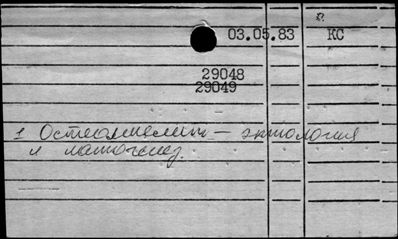 03.05.83 КС
29048
29049
1 Остеомиелит — этиология
и патогенез.